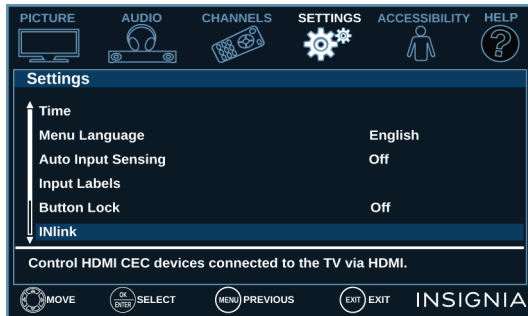 PICTURE AUDIO CHANNELS SETTINGS ACCESSIBILITY HELP
?
Settings
Time
Menu Language English
Auto Input Sensing Off
Input Labels
Button Lock Off
INlink
Control HDMI CEC devices connected to the TV via HDMI.
MOVE OK ENTER SELECT MENU PREVIOUS EXIT EXIT INSIGNIA